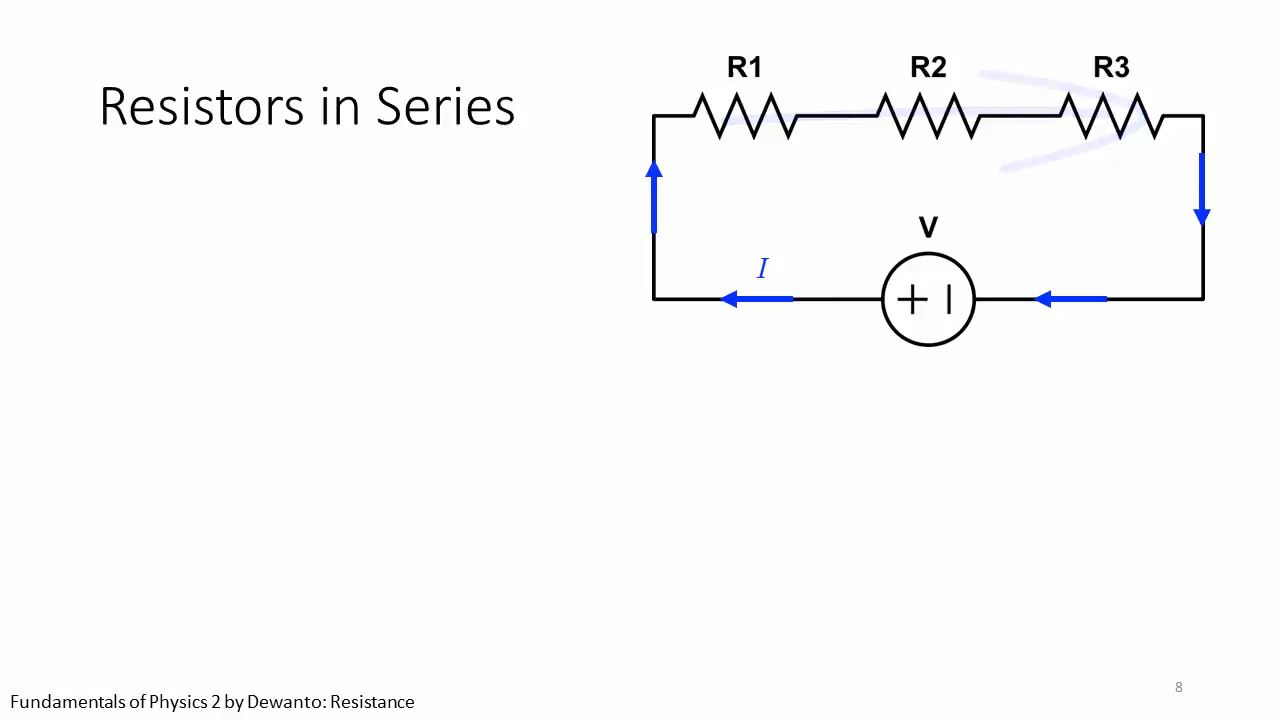 Resistors in Series
R1 R2 R3
V
I
+ −
Fundamentals of Physics 2 by Dewanto: Resistance
8